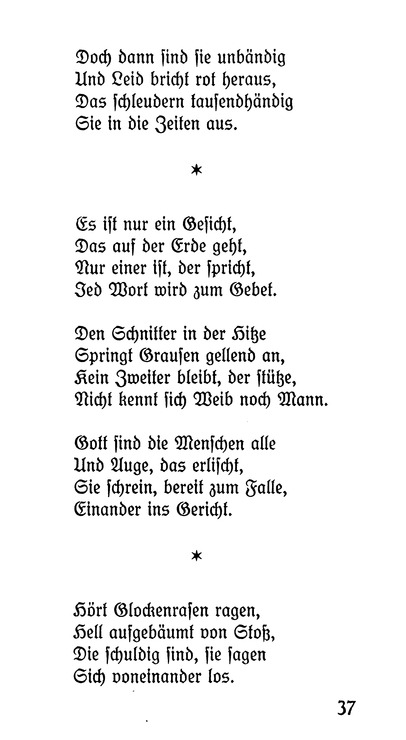 Doch dann sind sie unbändig
Und Leid bricht rot heraus,
Das schleudern tausendhändig
Sie in die Zeiten aus.
*
Es ist nur ein Gesicht,
Das auf der Erde geht,
Nur einer ist, der spricht,
Jed Wort wird zum Gebet.
Den Schnitter in der Hitze
Springt Grausen gellend an,
Kein Zweiter bleibt, der stütze,
Nicht kennt sich Weib noch Mann.
Gott sind die Menschen alle
Und Auge, das erlischt,
Sie schrein, bereit zum Falle,
Einander ins Gericht.
*
Hört Glockenrasen ragen,
Hell aufgebäumt von Stoß,
Die schuldig sind, sie sagen
Sich voneinander los.
37